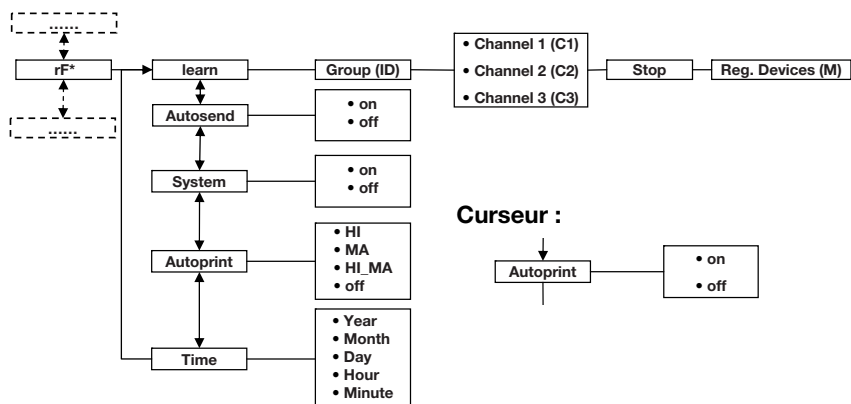 ......
rF*
......
learn
Group (ID)
• Channel 1 (C1)
• Channel 2 (C2)
• Channel 3 (C3)
Stop
Reg. Devices (M)
Autosend
• on
• off
System
• on
• off
Autoprint
• HI
• MA
• HI_MA
• off
Time
• Year
• Month
• Day
• Hour
• Minute
Curseur :
Autoprint
• on
• off